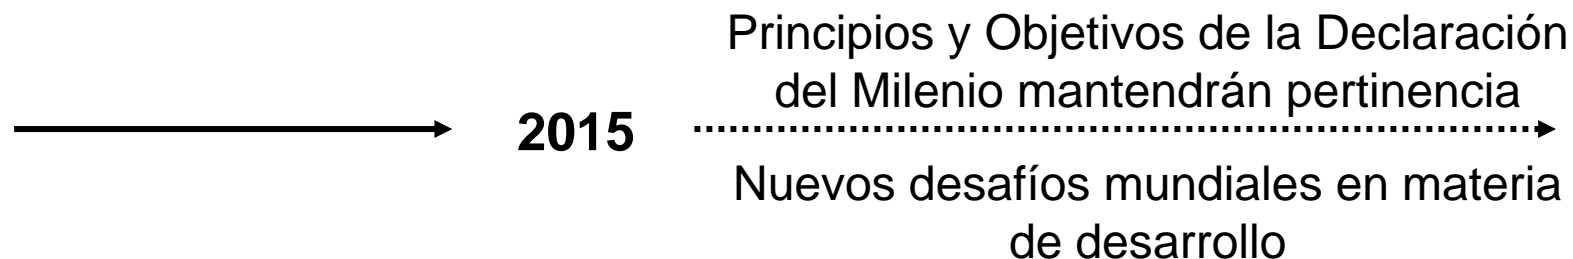 Principios y Objetivos de la Declaración
del Milenio mantendrán pertinencia
2015
Nuevos desafíos mundiales en materia
de desarrollo